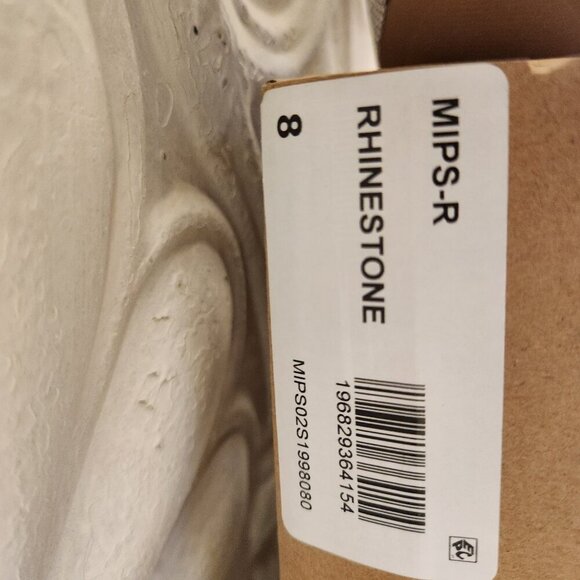 MIPS-R
RHINESTONE
8
196829364154
MIPS02S1998080